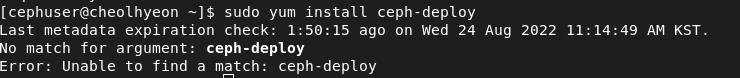 [cephuser@cheolhyeon ~]$ sudo yum install ceph-deploy
Last metadata expiration check: 1:50:15 ago on Wed 24 Aug 2022 11:14:49 AM KST.
No match for argument: ceph-deploy
Error: Unable to find a match: ceph-deploy